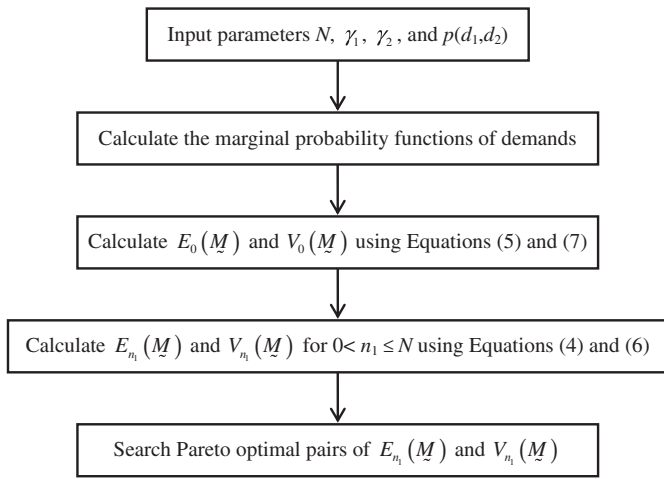 Input parameters N, γ₁, γ₂, and p(d₁,d₂)
Calculate the marginal probability functions of demands
Calculate E₀(M̰) and V₀(M̰) using Equations (5) and (7)
Calculate Eₙ₁(M̰) and Vₙ₁(M̰) for 0< n₁ ≤ N using Equations (4) and (6)
Search Pareto optimal pairs of Eₙ₁(M̰) and Vₙ₁(M̰)